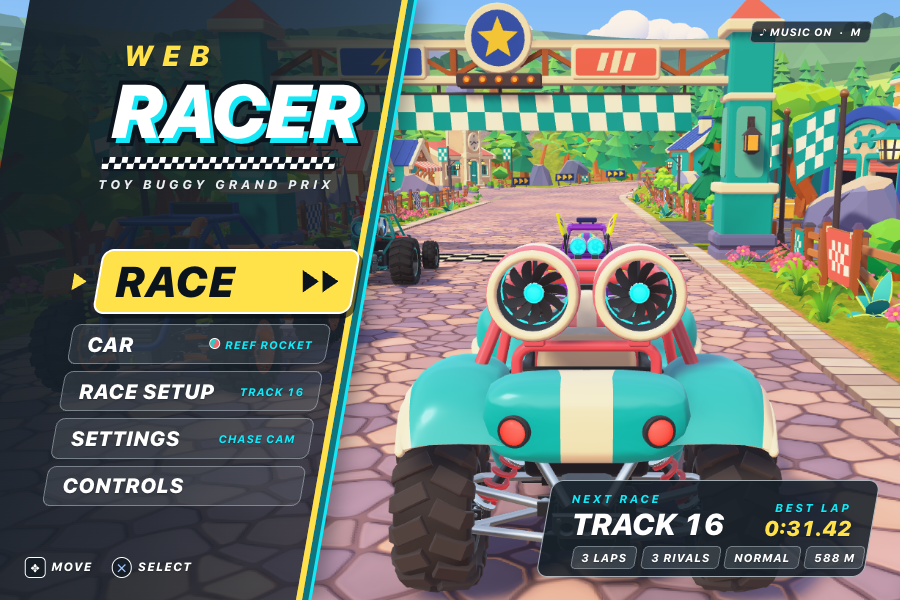 WEB
RACER
TOY BUGGY GRAND PRIX
RACE
CAR REEF ROCKET
RACE SETUP TRACK 16
SETTINGS CHASE CAM
CONTROLS
MOVE SELECT
♪ MUSIC ON · M
NEXT RACE
TRACK 16
BEST LAP
0:31.42
3 LAPS 3 RIVALS NORMAL 588 M